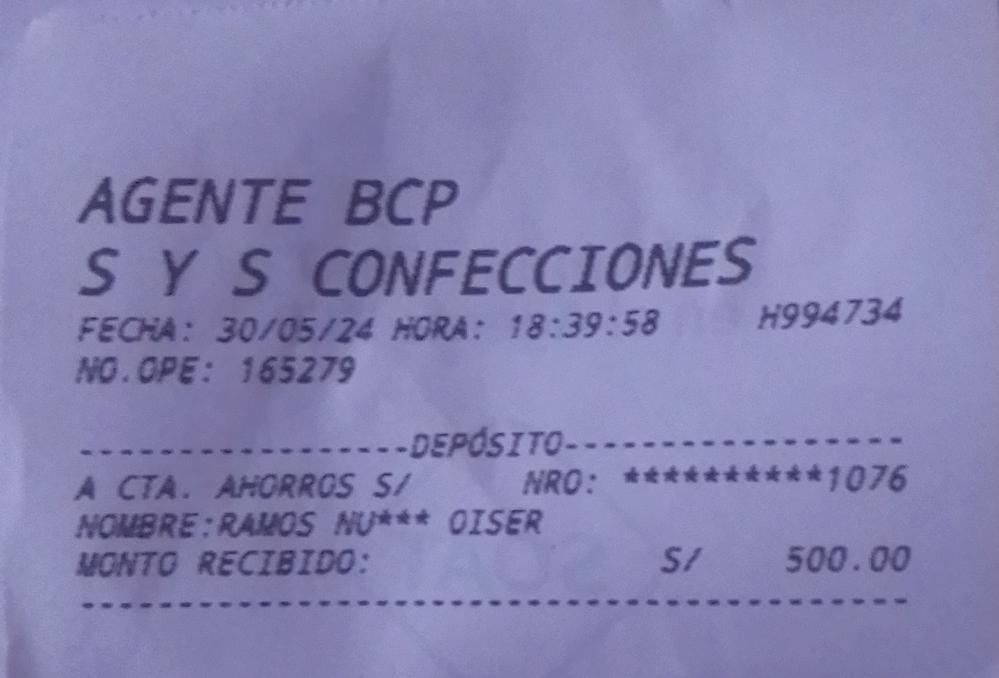 AGENTE BCP
S Y S CONFECCIONES
FECHA: 30/05/24 HORA: 18:39:58 H994734
NO.OPE: 165279
------------------DEPÓSITO------------------
A CTA. AHORROS S/ NRO: **********1076
NOMBRE:RAMOS NU*** OISER
MONTO RECIBIDO: S/ 500.00
---------------------------------------------